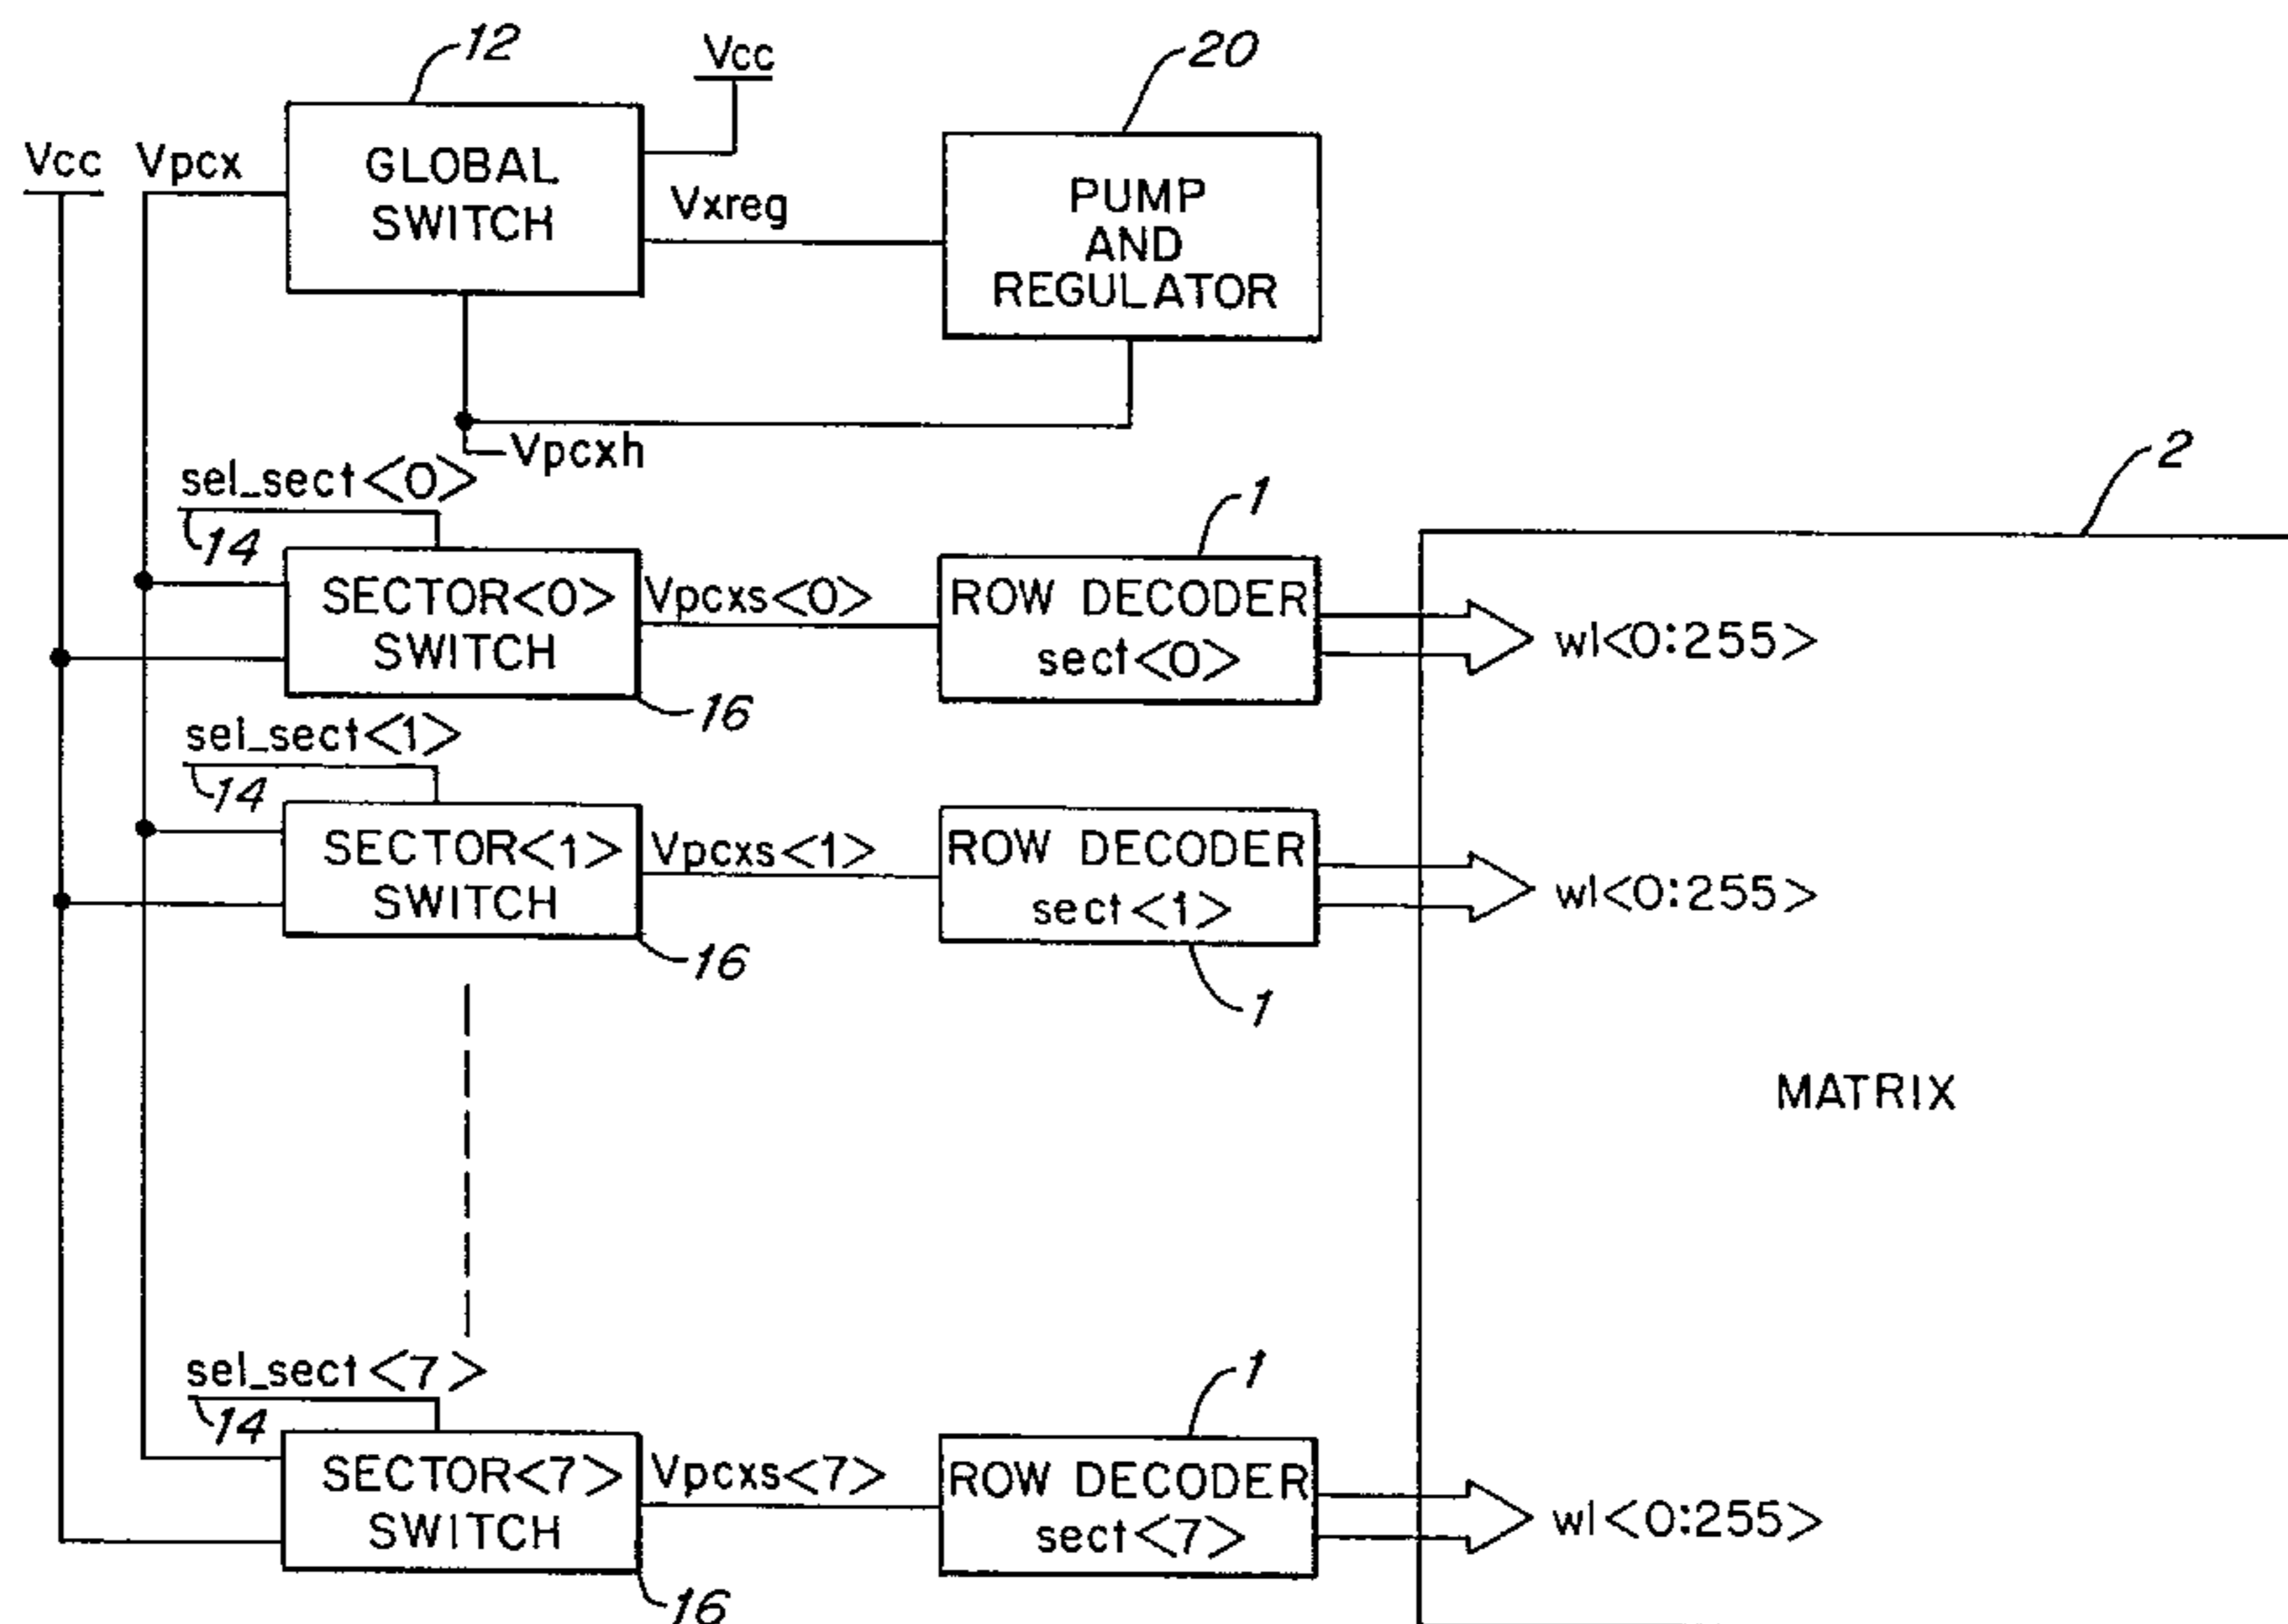 12
Vcc
20
Vcc
Vpcx
GLOBAL
SWITCH
Vxreg
PUMP
AND
REGULATOR
Vpcxh
2
sel_sect<0>
14
1
SECTOR<0>
SWITCH
Vpcxs<0>
ROW DECODER
sect<0>
wl<0:255>
16
sel_sect<1>
14
SECTOR<1>
SWITCH
Vpcxs<1>
ROW DECODER
sect<1>
wl<0:255>
16
1
MATRIX
sel_sect<7>
14
1
SECTOR<7>
SWITCH
Vpcxs<7>
ROW DECODER
sect<7>
wl<0:255>
16